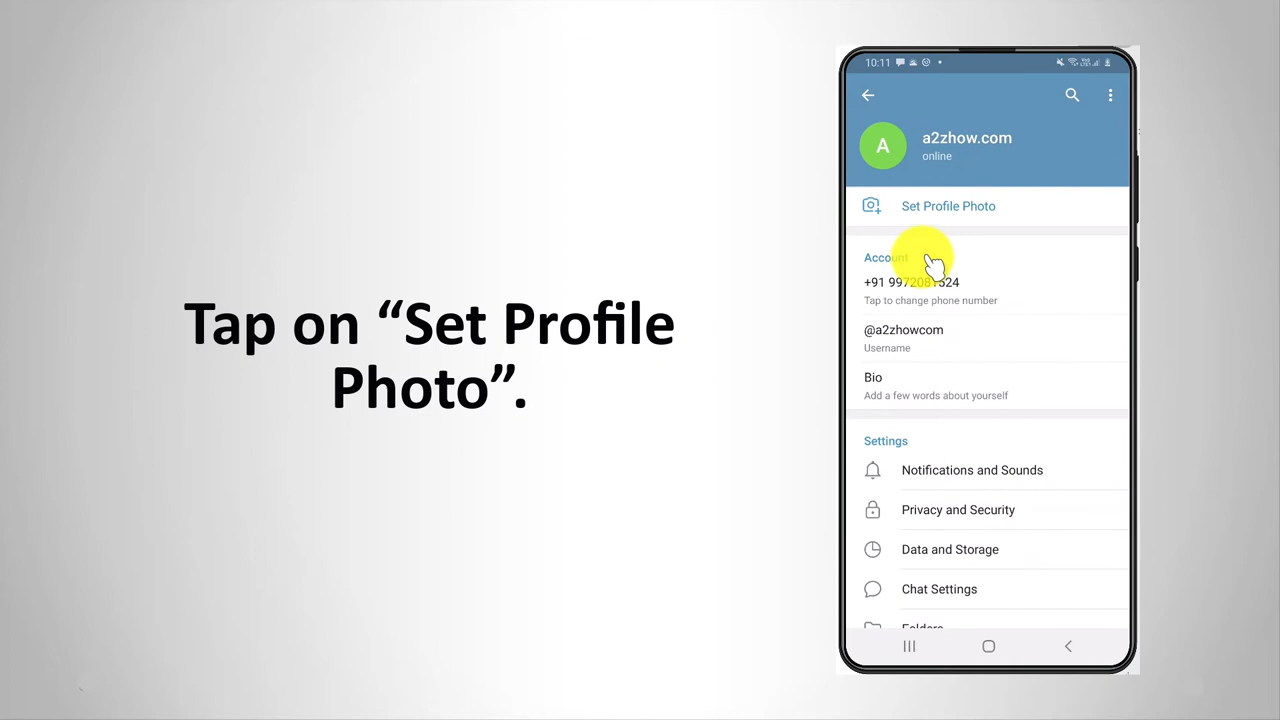 Tap on “Set Profile
Photo”.
10:11
A
a2zhow.com
online
Set Profile Photo
Account
+91 9972081524
Tap to change phone number
@a2zhowcom
Username
Bio
Add a few words about yourself
Settings
Notifications and Sounds
Privacy and Security
Data and Storage
Chat Settings
Folders